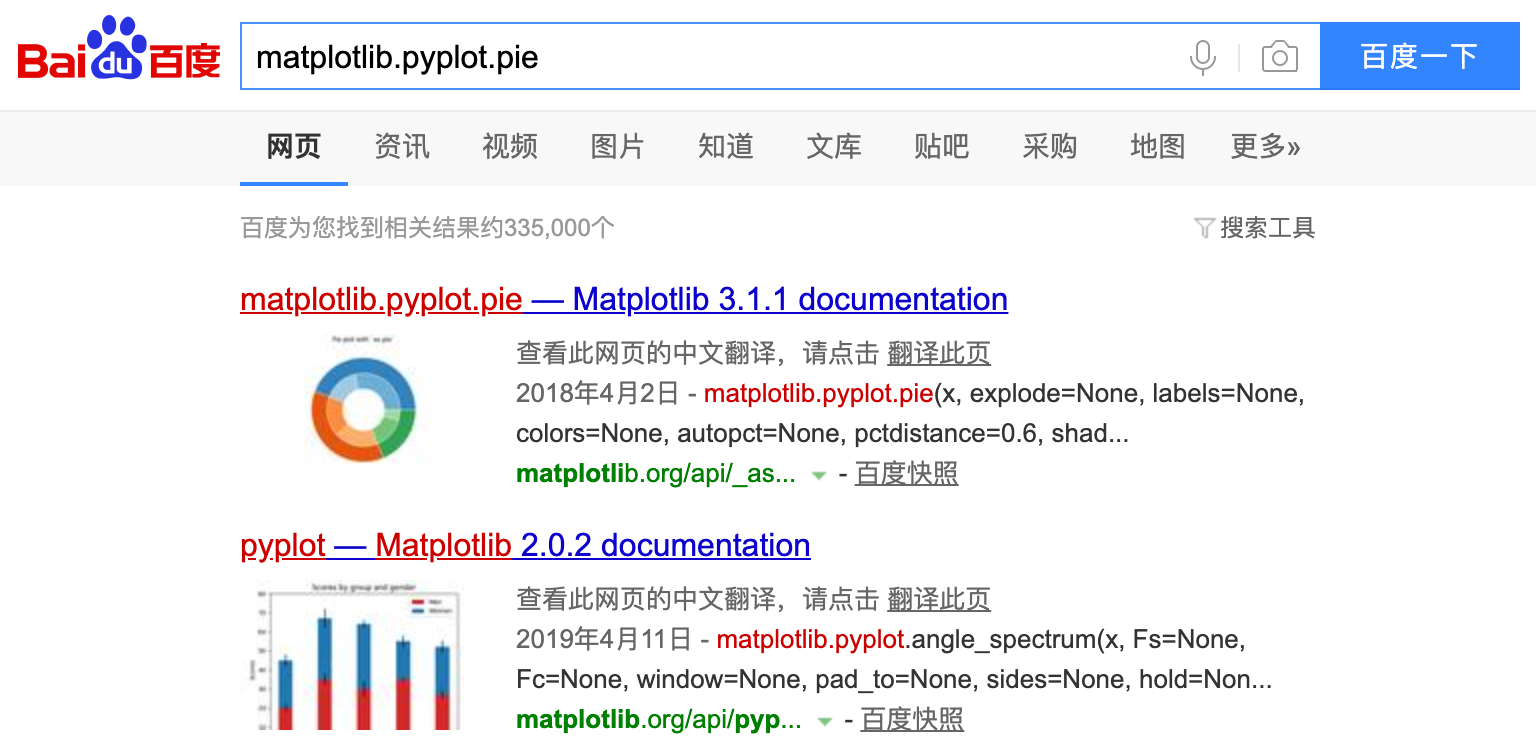 Bai du 百度
matplotlib.pyplot.pie
百度一下
网页 资讯 视频 图片 知道 文库 贴吧 采购 地图 更多»
百度为您找到相关结果约335,000个
搜索工具
matplotlib.pyplot.pie — Matplotlib 3.1.1 documentation
查看此网页的中文翻译，请点击 翻译此页
2018年4月2日 - matplotlib.pyplot.pie(x, explode=None, labels=None,
colors=None, autopct=None, pctdistance=0.6, shad...
matplotlib.org/api/_as... - 百度快照
pyplot — Matplotlib 2.0.2 documentation
Scores by group and gender
Men
Women
查看此网页的中文翻译，请点击 翻译此页
2019年4月11日 - matplotlib.pyplot.angle_spectrum(x, Fs=None,
Fc=None, window=None, pad_to=None, sides=None, hold=Non...
matplotlib.org/api/pyp... - 百度快照